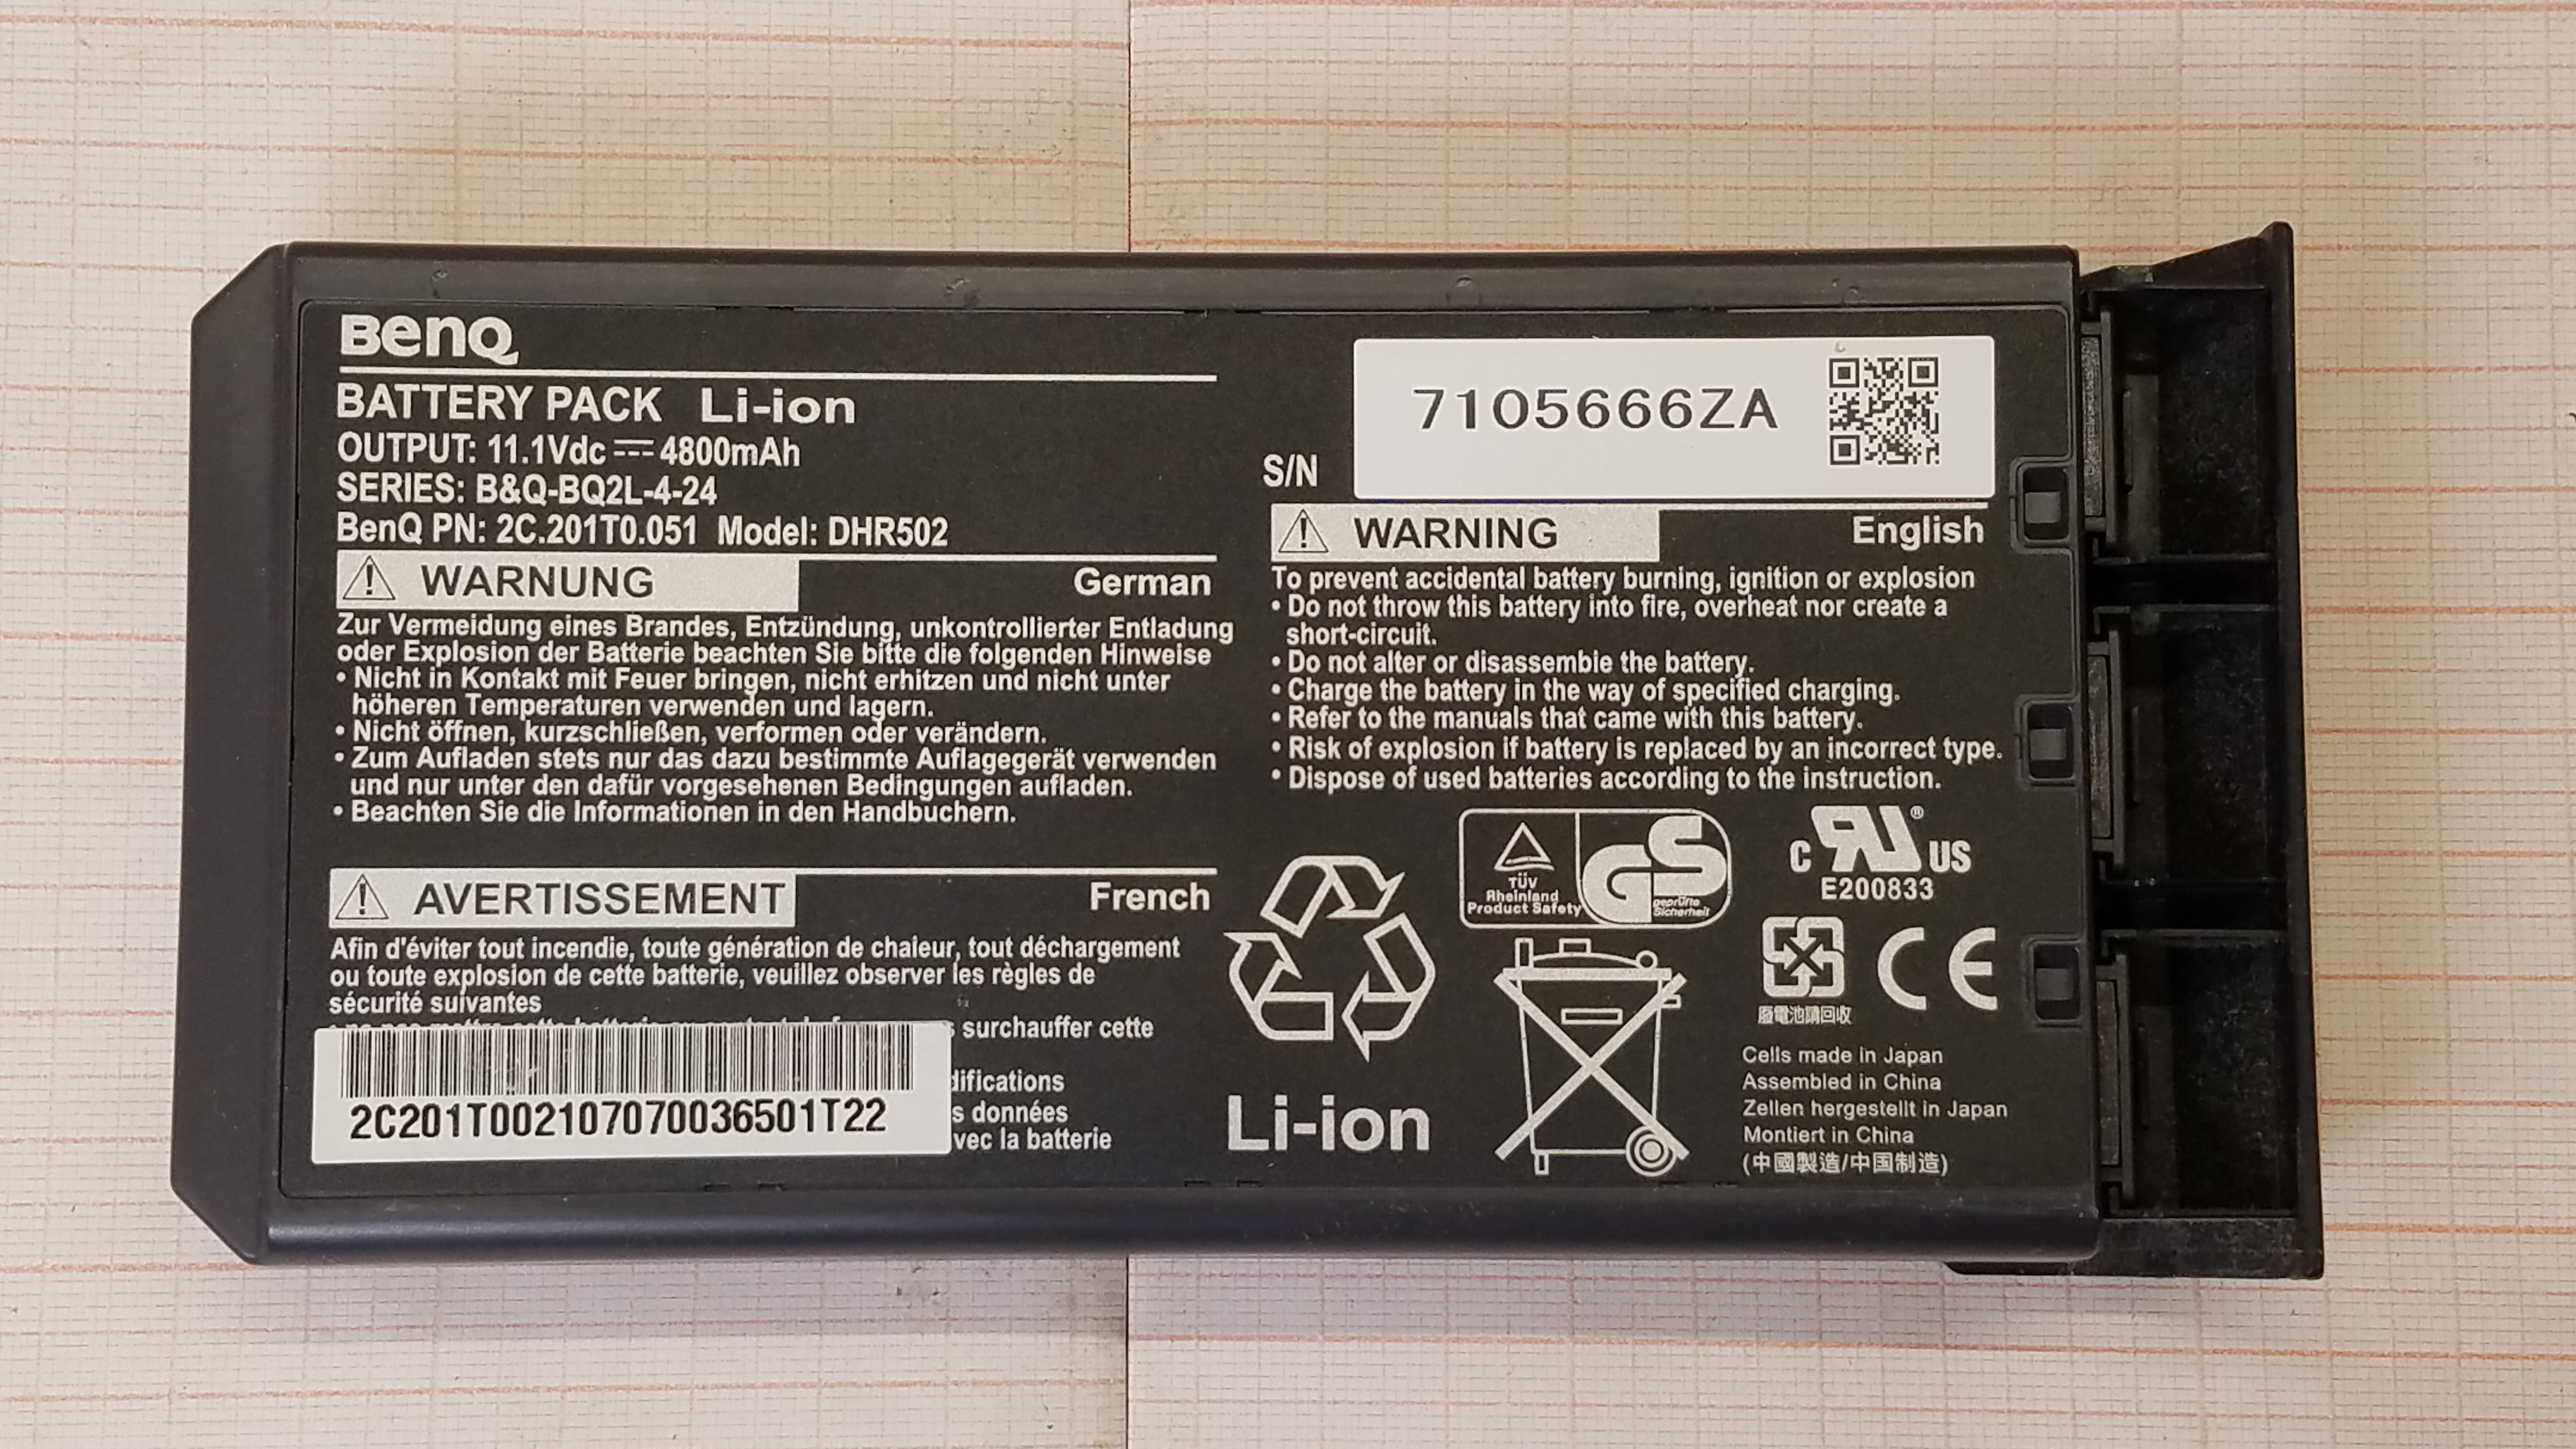 BenQ
BATTERY PACK Li-ion
OUTPUT: 11.1Vdc ⎓ 4800mAh
SERIES: B&Q-BQ2L-4-24
BenQ PN: 2C.201T0.051 Model: DHR502
⚠ WARNUNG German
Zur Vermeidung eines Brandes, Entzündung, unkontrollierter Entladung
oder Explosion der Batterie beachten Sie bitte die folgenden Hinweise
• Nicht in Kontakt mit Feuer bringen, nicht erhitzen und nicht unter
höheren Temperaturen verwenden und lagern.
• Nicht öffnen, kurzschließen, verformen oder verändern.
• Zum Aufladen stets nur das dazu bestimmte Auflagegerät verwenden
und nur unter den dafür vorgesehenen Bedingungen aufladen.
• Beachten Sie die Informationen in den Handbuchern.
⚠ AVERTISSEMENT French
Afin d'éviter tout incendie, toute génération de chaleur, tout déchargement
ou toute explosion de cette batterie, veuillez observer les règles de
sécurité suivantes
surchauffer cette
données
la batterie
2C201T002107070036501T22
S/N
7105666ZA
⚠ WARNING English
To prevent accidental battery burning, ignition or explosion
• Do not throw this battery into fire, overheat nor create a
short-circuit.
• Do not alter or disassemble the battery.
• Charge the battery in the way of specified charging.
• Refer to the manuals that came with this battery.
• Risk of explosion if battery is replaced by an incorrect type.
• Dispose of used batteries according to the instruction.
Li-ion
TÜV
Rheinland
Product Safety
GS
geprüfte
Sicherheit
C RU ® US
E200833
廢電池請回收
CE
Cells made in Japan
Assembled in China
Zellen hergestellt in Japan
Montiert in China
(中國製造/中国制造)